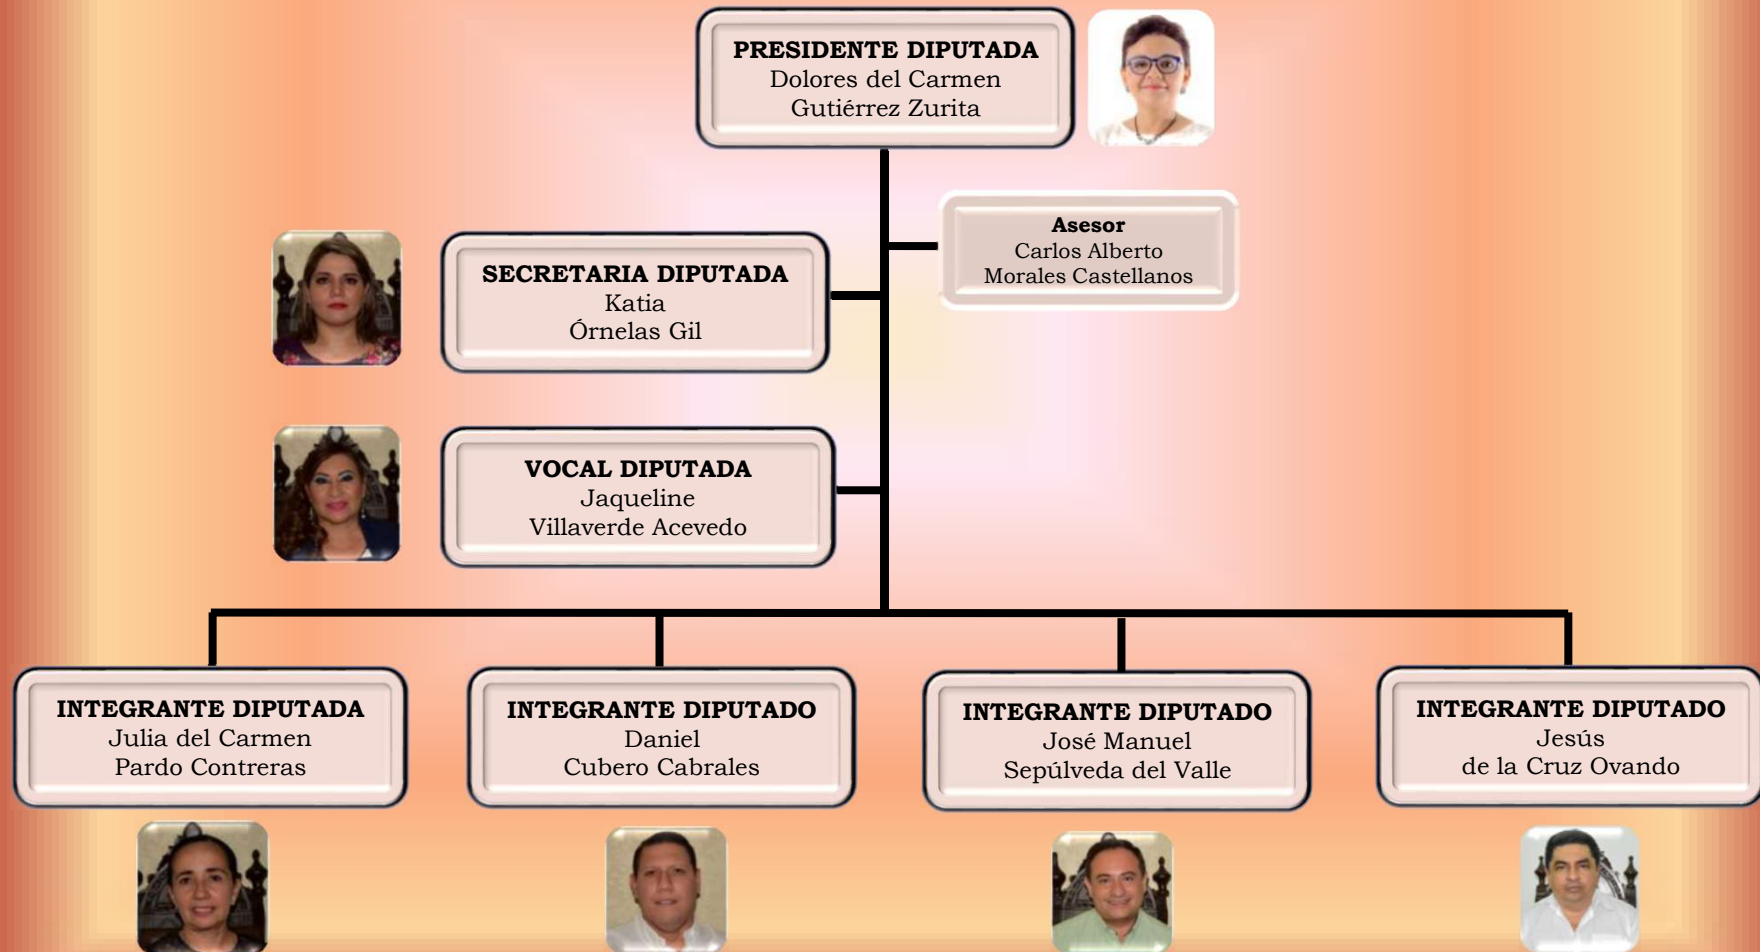 PRESIDENTE DIPUTADA
Dolores del Carmen
Gutiérrez Zurita
Asesor
Carlos Alberto
Morales Castellanos
SECRETARIA DIPUTADA
Katia
Órnelas Gil
VOCAL DIPUTADA
Jaqueline
Villaverde Acevedo
INTEGRANTE DIPUTADA
Julia del Carmen
Pardo Contreras
INTEGRANTE DIPUTADO
Daniel
Cubero Cabrales
INTEGRANTE DIPUTADO
José Manuel
Sepúlveda del Valle
INTEGRANTE DIPUTADO
Jesús
de la Cruz Ovando